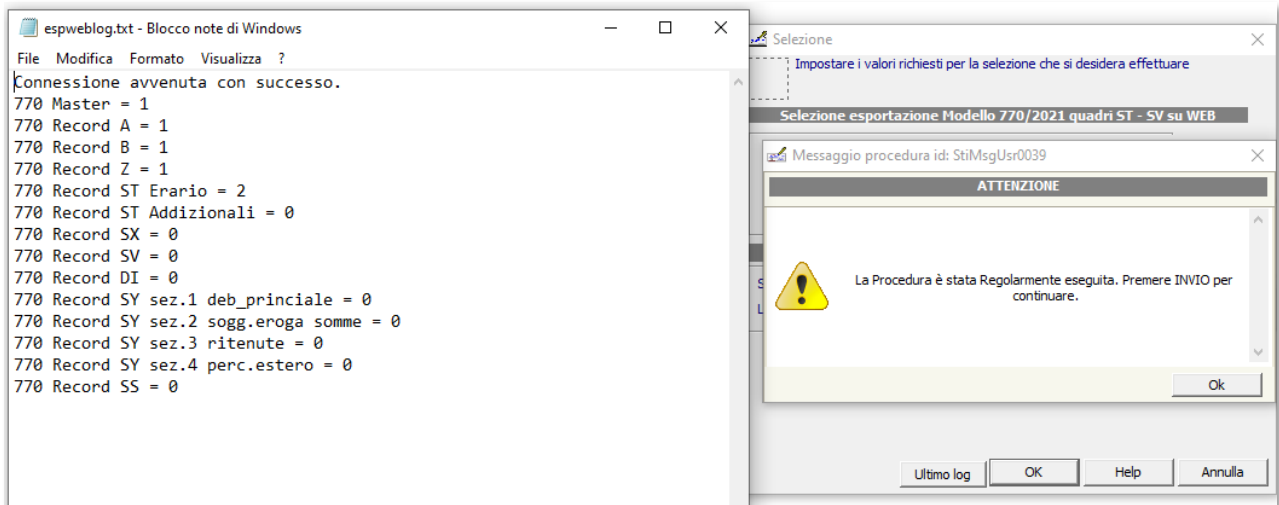 espweblog.txt - Blocco note di Windows
File Modifica Formato Visualizza ?
Connessione avvenuta con successo.
770 Master = 1
770 Record A = 1
770 Record B = 1
770 Record Z = 1
770 Record ST Erario = 2
770 Record ST Addizionali = 0
770 Record SX = 0
770 Record SV = 0
770 Record DI = 0
770 Record SY sez.1 deb_princiale = 0
770 Record SY sez.2 sogg.eroga somme = 0
770 Record SY sez.3 ritenute = 0
770 Record SY sez.4 perc.estero = 0
770 Record SS = 0
Selezione
Impostare i valori richiesti per la selezione che si desidera effettuare
Selezione esportazione Modello 770/2021 quadri ST - SV su WEB
Messaggio procedura id: StiMsgUsr0039
ATTENZIONE
La Procedura è stata Regolarmente eseguita. Premere INVIO per
continuare.
Ok
Ultimo log OK Help Annulla